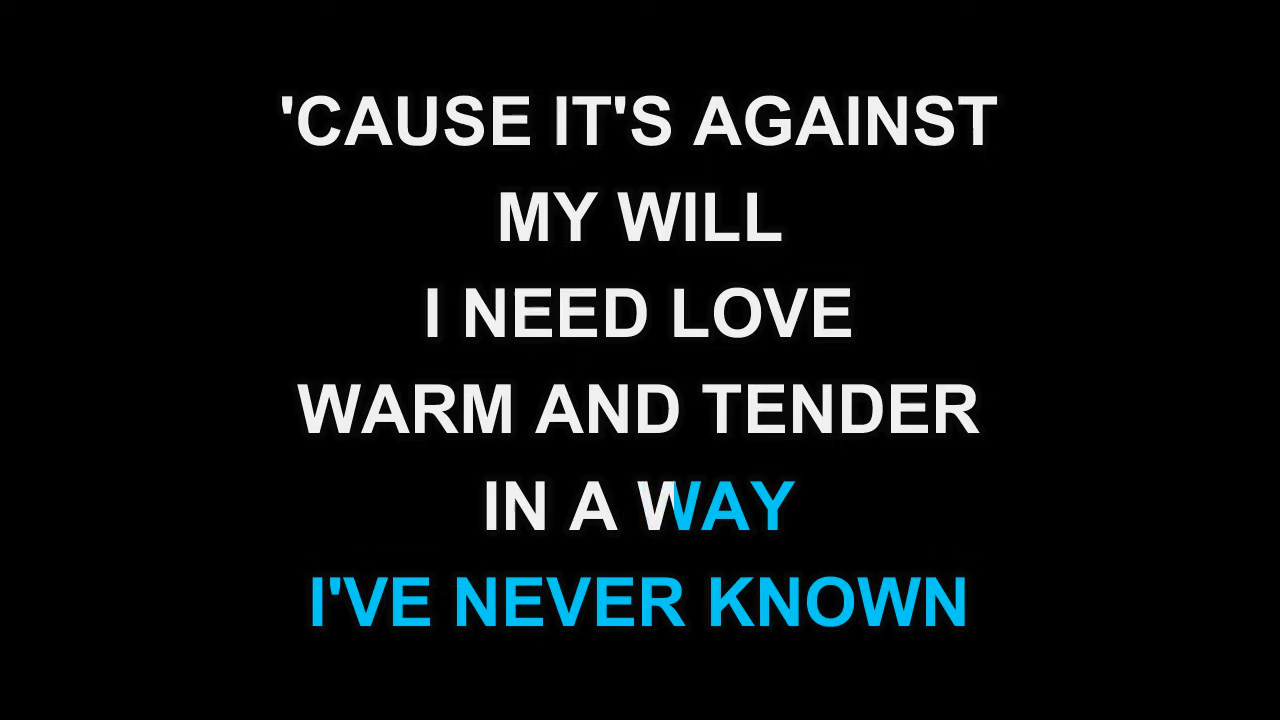 'CAUSE IT'S AGAINST
MY WILL
I NEED LOVE
WARM AND TENDER
IN A WAY
I'VE NEVER KNOWN